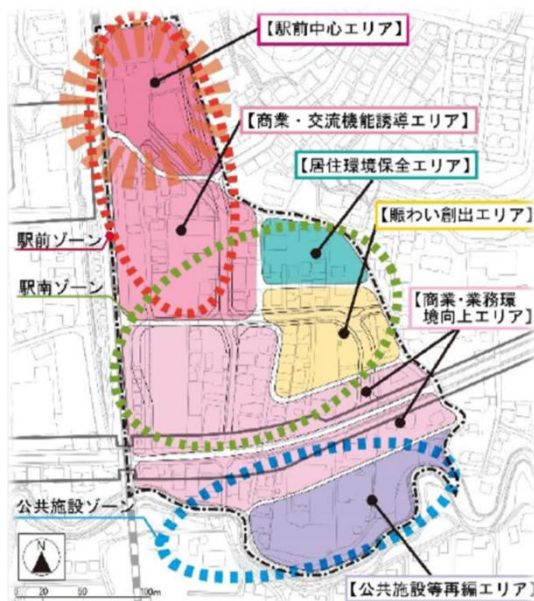 【駅前中心エリア】
【商業・交流機能誘導エリア】
【居住環境保全エリア】
【賑わい創出エリア】
駅前ゾーン
駅南ゾーン
【商業・業務環
境向上エリア】
公共施設ゾーン
N
0 20 50 100m
【公共施設等再編エリア】